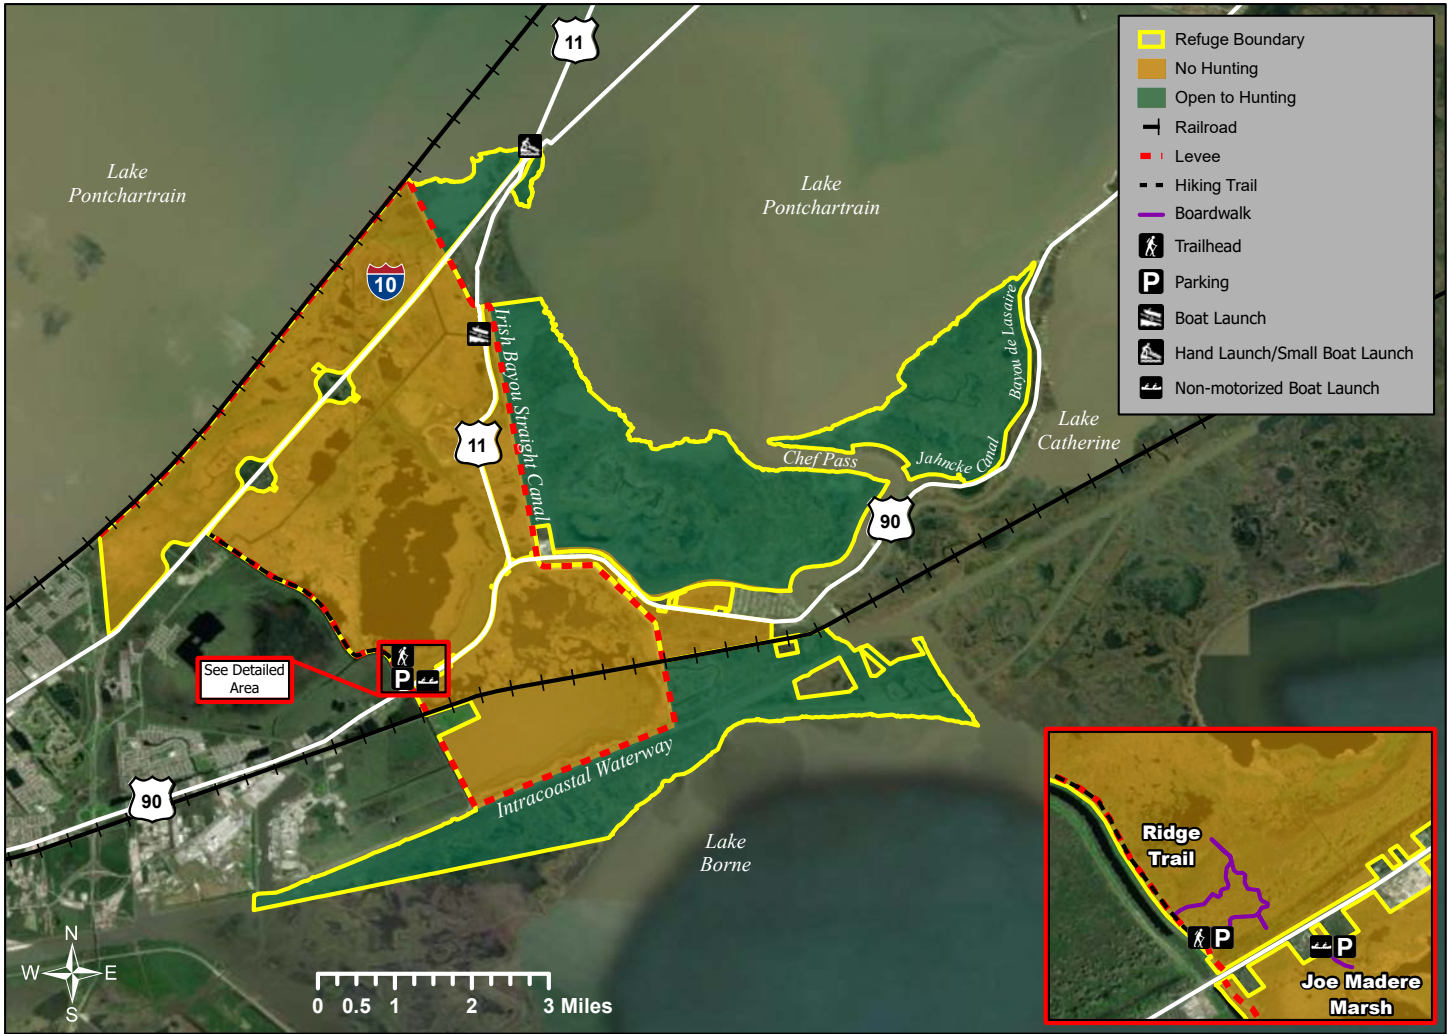 11
Lake
Pontchartrain
Lake
Pontchartrain
10
Irish Bayou Straight Canal
Bayou de Lasaire
11
Chef Pass
Jahncke Canal
Lake
Catherine
90
See Detailed
Area
P
Intracoastal Waterway
90
Lake
Borne
N
W
E
S
0 0.5 1 3 Miles
Refuge Boundary
No Hunting
Open to Hunting
Railroad
Levee
Hiking Trail
Boardwalk
Trailhead
P Parking
Boat Launch
Hand Launch/Small Boat Launch
Non-motorized Boat Launch
Ridge
Trail
P
P
Joe Madere
Marsh